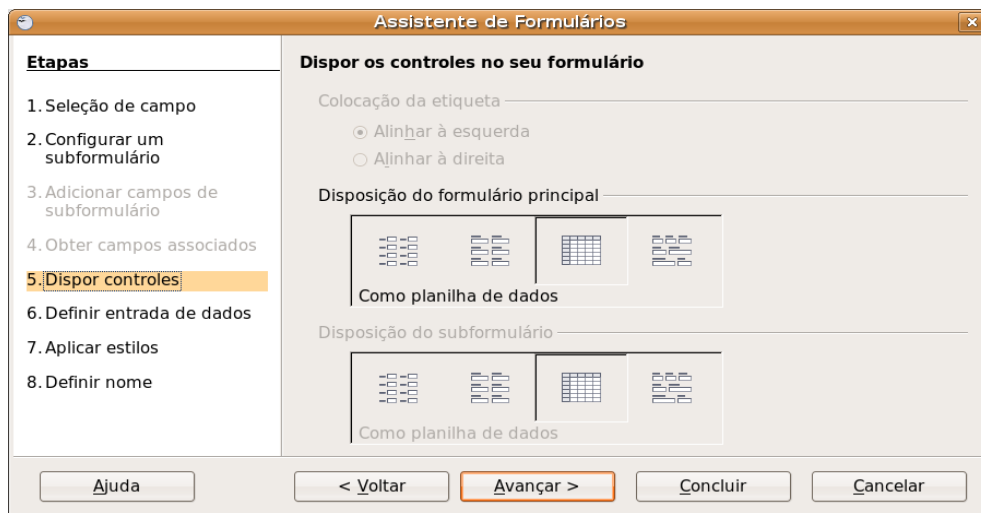 Assistente de Formulários
Etapas
1. Seleção de campo
2. Configurar um
subformulário
3. Adicionar campos de
subformulário
4. Obter campos associados
5. Dispor controles
6. Definir entrada de dados
7. Aplicar estilos
8. Definir nome
Dispor os controles no seu formulário
Colocação da etiqueta
Alinhar à esquerda
Alinhar à direita
Disposição do formulário principal
Como planilha de dados
Disposição do subformulário
Como planilha de dados
Ajuda
< Voltar
Avançar >
Concluir
Cancelar